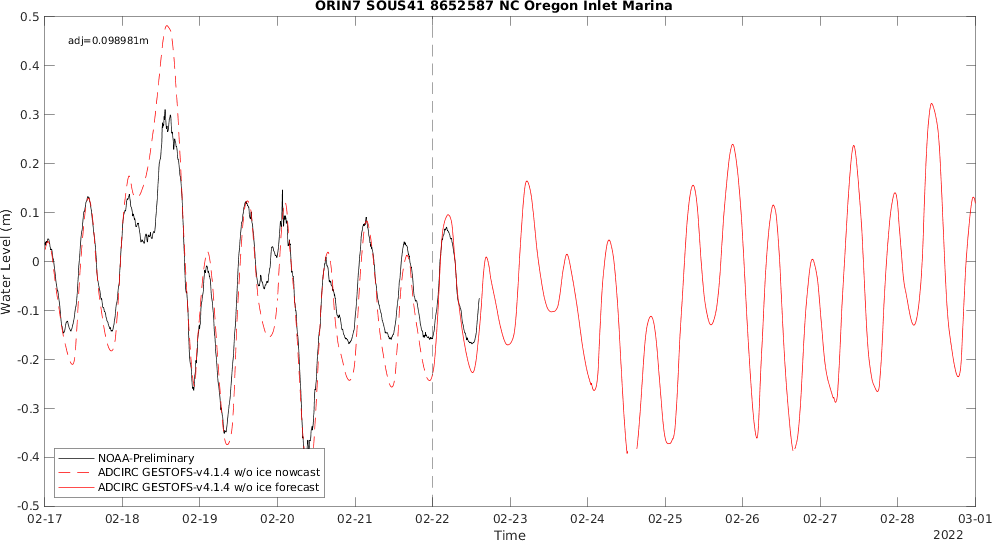 ORIN7 SOUS41 8652587 NC Oregon Inlet Marina
adj=0.098981m
0.5
0.4
0.3
0.2
0.1
0
-0.1
-0.2
-0.3
-0.4
-0.5
Water Level (m)
NOAA-Preliminary
ADCIRC GESTOFS-v4.1.4 w/o ice nowcast
ADCIRC GESTOFS-v4.1.4 w/o ice forecast
02-17 02-18 02-19 02-20 02-21 02-22 02-23 02-24 02-25 02-26 02-27 02-28 03-01
Time
2022